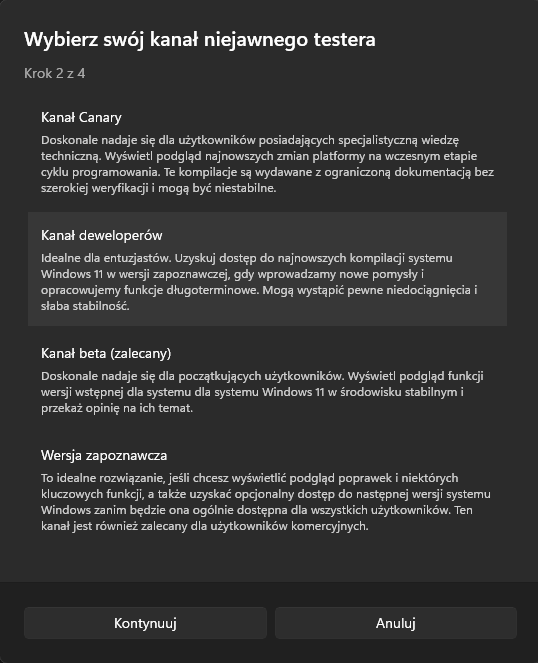 Wybierz swój kanał niejawnego testera
Krok 2 z 4
Kanał Canary
Doskonale nadaje się dla użytkowników posiadających specjalistyczną wiedzę
techniczną. Wyświetl podgląd najnowszych zmian platformy na wczesnym etapie
cyklu programowania. Te kompilacje są wydawane z ograniczoną dokumentacją bez
szerokiej weryfikacji i mogą być niestabilne.
Kanał deweloperów
Idealne dla entuzjastów. Uzyskuj dostęp do najnowszych kompilacji systemu
Windows 11 w wersji zapoznawczej, gdy wprowadzamy nowe pomysły i
opracowujemy funkcje długoterminowe. Mogą wystąpić pewne niedociągnięcia i
słaba stabilność.
Kanał beta (zalecany)
Doskonale nadaje się dla początkujących użytkowników. Wyświetl podgląd funkcji
wersji wstępnej dla systemu dla systemu Windows 11 w środowisku stabilnym i
przekaż opinię na ich temat.
Wersja zapoznawcza
To idealne rozwiązanie, jeśli chcesz wyświetlić podgląd poprawek i niektórych
kluczowych funkcji, a także uzyskać opcjonalny dostęp do następnej wersji systemu
Windows zanim będzie ona ogólnie dostępna dla wszystkich użytkowników. Ten
kanał jest również zalecany dla użytkowników komercyjnych.
Kontynuuj
Anuluj